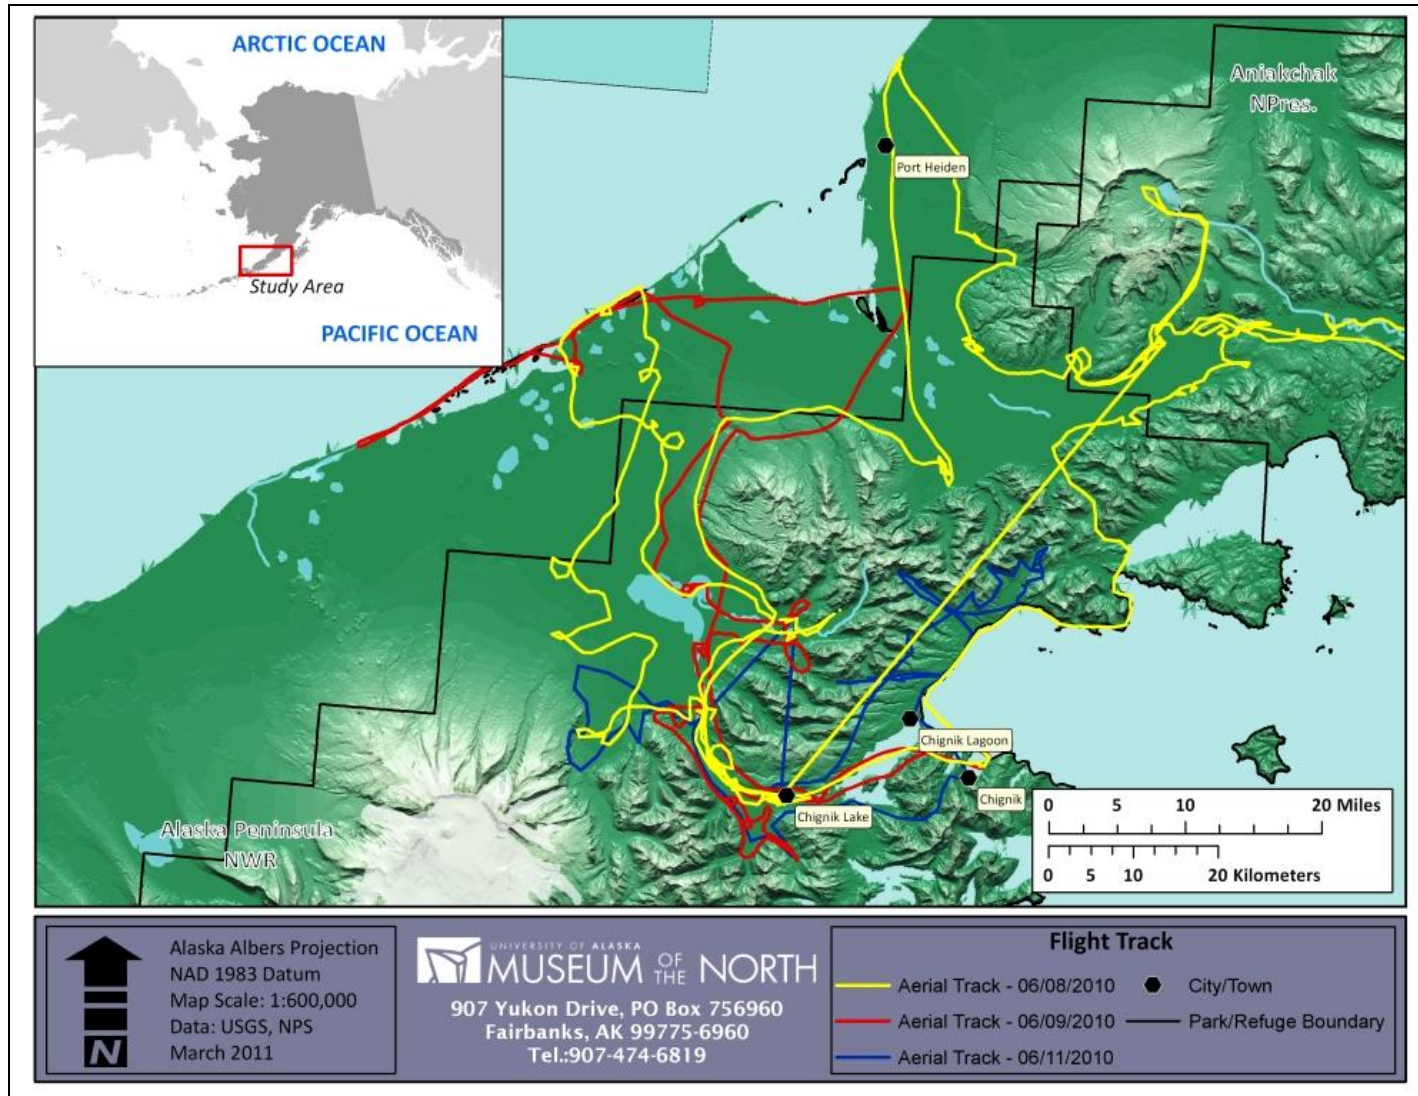 ARCTIC OCEAN
Study Area
PACIFIC OCEAN
Aniakchak
NPres.
Port Heiden
Chignik Lagoon
Chignik
Chignik Lake
Alaska Peninsula
NWR
0 5 10 20 Miles
0 5 10 20 Kilometers
Alaska Albers Projection
NAD 1983 Datum
Map Scale: 1:600,000
Data: USGS, NPS
March 2011
N
UNIVERSITY OF ALASKA
MUSEUM OF THE NORTH
907 Yukon Drive, PO Box 756960
Fairbanks, AK 99775-6960
Tel.:907-474-6819
Flight Track
Aerial Track - 06/08/2010
City/Town
Aerial Track - 06/09/2010
Park/Refuge Boundary
Aerial Track - 06/11/2010